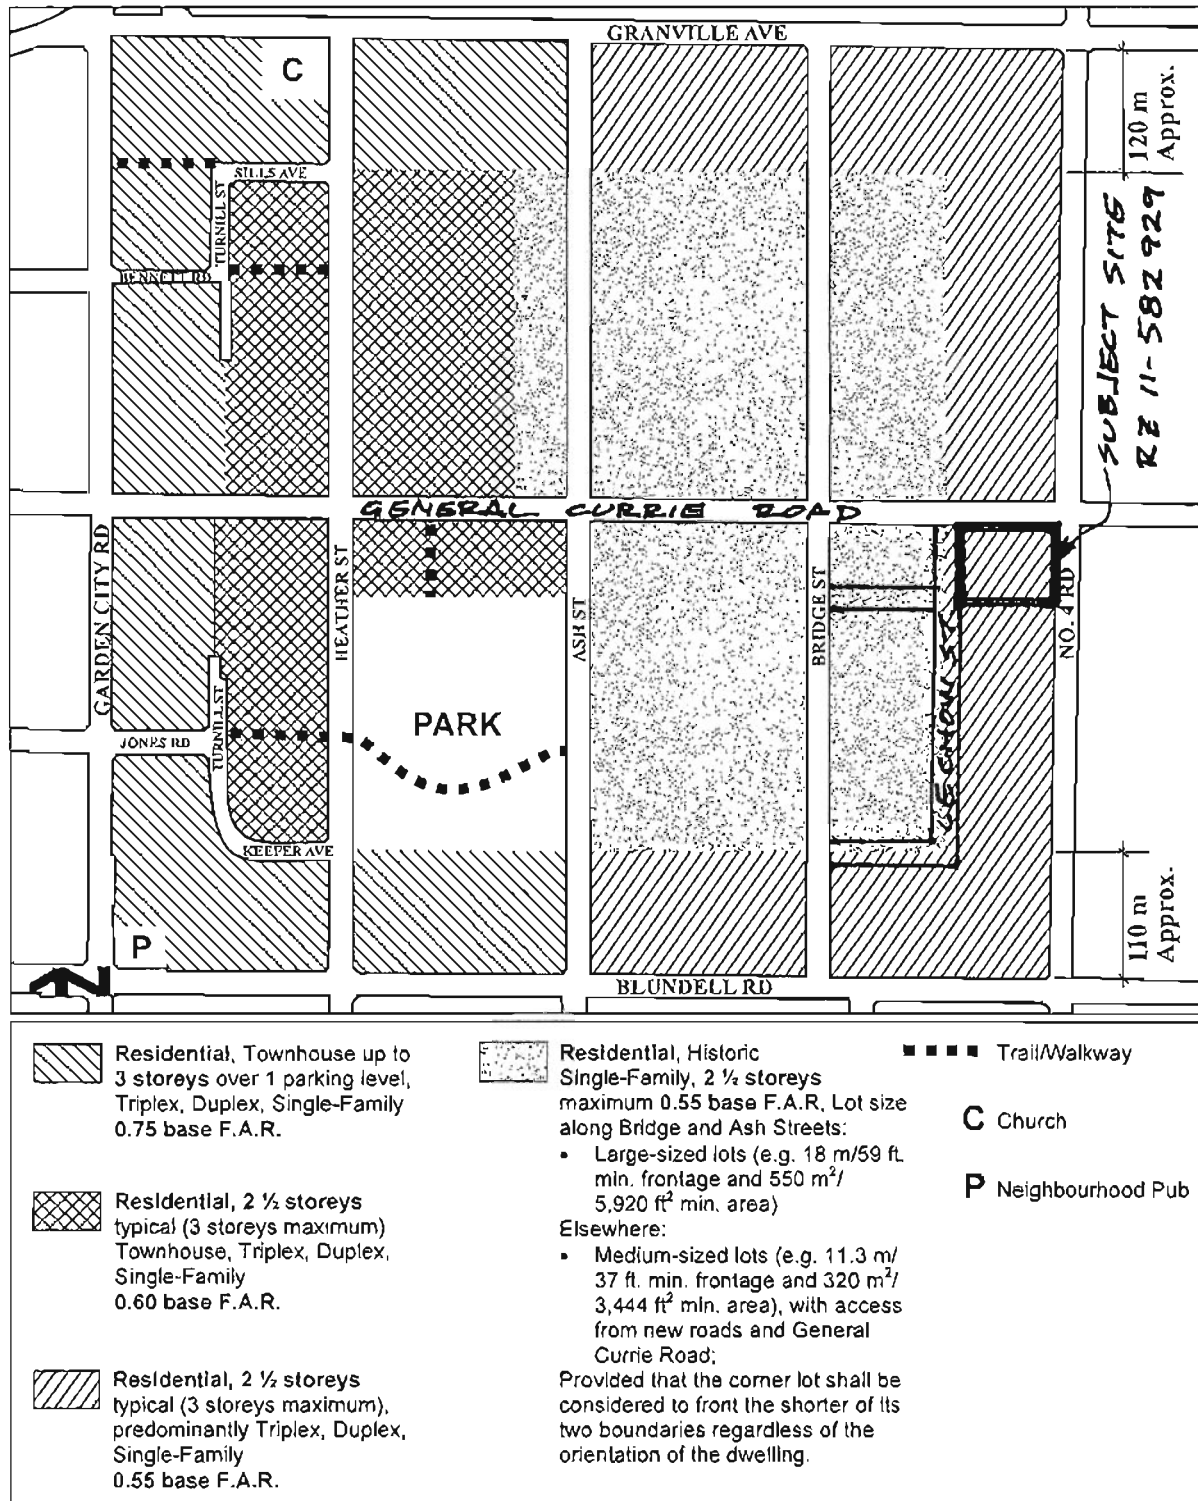 GRANVILLE AVE
C
SILLS AVE
TURNILL ST
BENNETT RD
120 m
Approx.
SUBJECT SITE
RZ 11-582929
GENERAL CURRIE ROAD
GARDEN CITY RD
HEATHER ST
ASH ST
BRIDGE ST
NO. 4 RD
TURNILL ST
JONES RD
PARK
KEEPER AVE
110 m
Approx.
P
BLUNDELL RD
N
Residential, Townhouse up to
3 storeys over 1 parking level,
Triplex, Duplex, Single-Family
0.75 base F.A.R.
Residential, 2 ½ storeys
typical (3 storeys maximum)
Townhouse, Triplex, Duplex,
Single-Family
0.60 base F.A.R.
Residential, 2 ½ storeys
typical (3 storeys maximum),
predominantly Triplex, Duplex,
Single-Family
0.55 base F.A.R.
Residential, Historic
Single-Family, 2 ½ storeys
maximum 0.55 base F.A.R, Lot size
along Bridge and Ash Streets:
• Large-sized lots (e.g. 18 m/59 ft.
min. frontage and 550 m²/
5,920 ft² min. area)
Elsewhere:
• Medium-sized lots (e.g. 11.3 m/
37 ft. min. frontage and 320 m²/
3,444 ft² min. area), with access
from new roads and General
Currie Road;
Provided that the corner lot shall be
considered to front the shorter of its
two boundaries regardless of the
orientation of the dwelling.
Trail/Walkway
C Church
P Neighbourhood Pub